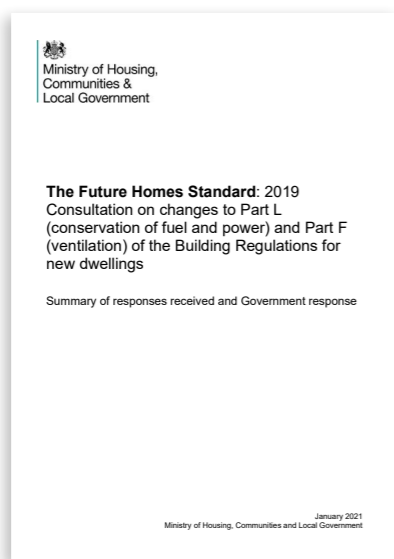 Ministry of Housing,
Communities &
Local Government
The Future Homes Standard: 2019
Consultation on changes to Part L
(conservation of fuel and power) and Part F
(ventilation) of the Building Regulations for
new dwellings
Summary of responses received and Government response
January 2021
Ministry of Housing, Communities and Local Government